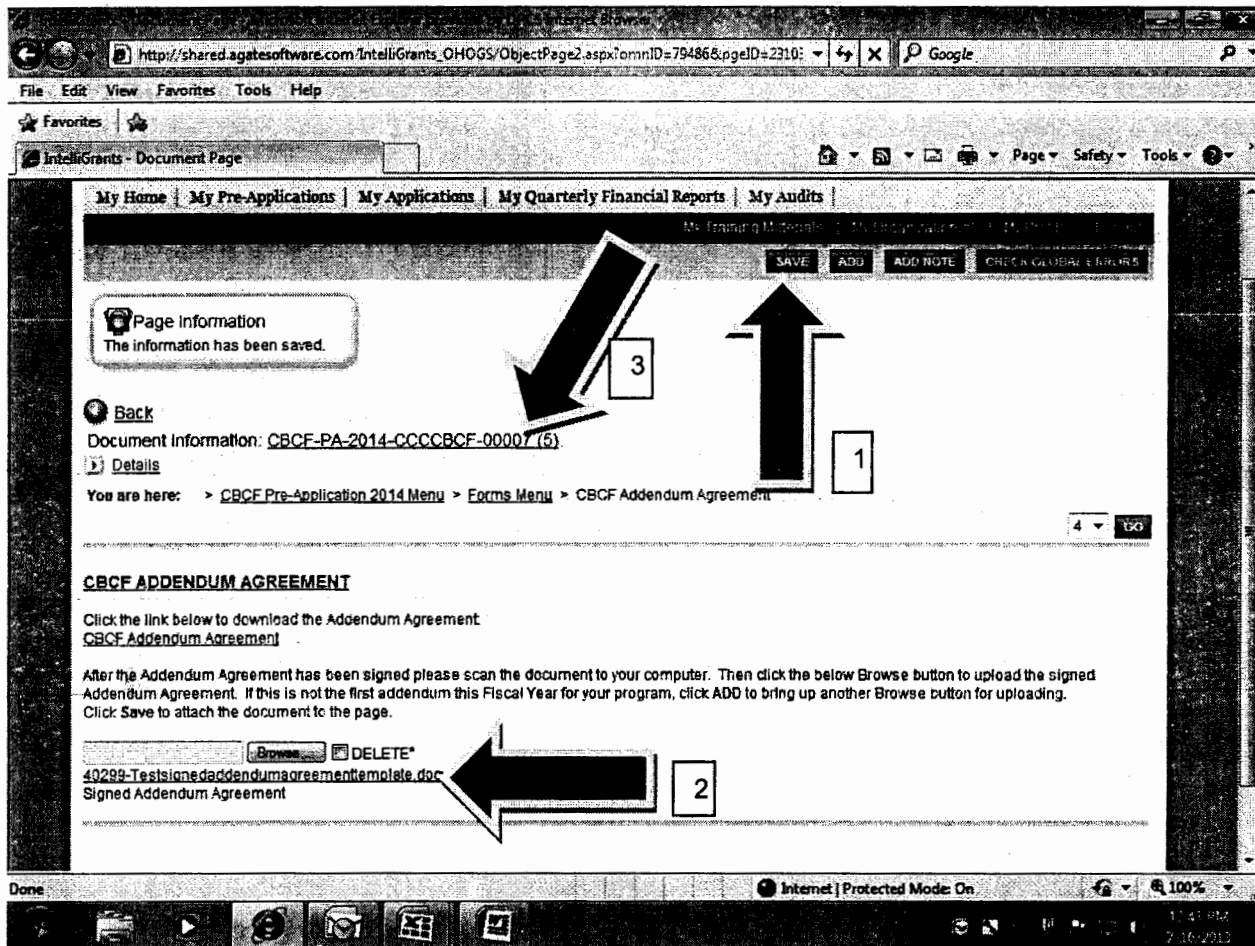 http://shared.agatesoftware.com/IntelliGrants_OHOGS/ObjectPage2.aspx?omnID=79486&pgeID=23103
Google
File Edit View Favorites Tools Help
Favorites
IntelliGrants - Document Page
Page Safety Tools
My Home | My Pre-Applications | My Applications | My Quarterly Financial Reports | My Audits |
My Training Materials
SAVE ADD ADD NOTE CHECK GLOBAL ERRORS
Page Information
The information has been saved.
3
Back
Document Information: CBCF-PA-2014-CCCCBCF-00007 (5)
Details
1
You are here: > CBCF Pre-Application 2014 Menu > Forms Menu > CBCF Addendum Agreement
4 GO
CBCF ADDENDUM AGREEMENT
Click the link below to download the Addendum Agreement
CBCF Addendum Agreement
After the Addendum Agreement has been signed please scan the document to your computer. Then click the below Browse button to upload the signed
Addendum Agreement. If this is not the first addendum this Fiscal Year for your program, click ADD to bring up another Browse button for uploading.
Click Save to attach the document to the page.
Browse... DELETE*
40299-Testsignedaddendumagreementtemplate.doc
Signed Addendum Agreement
2
Done
Internet | Protected Mode: On
100%